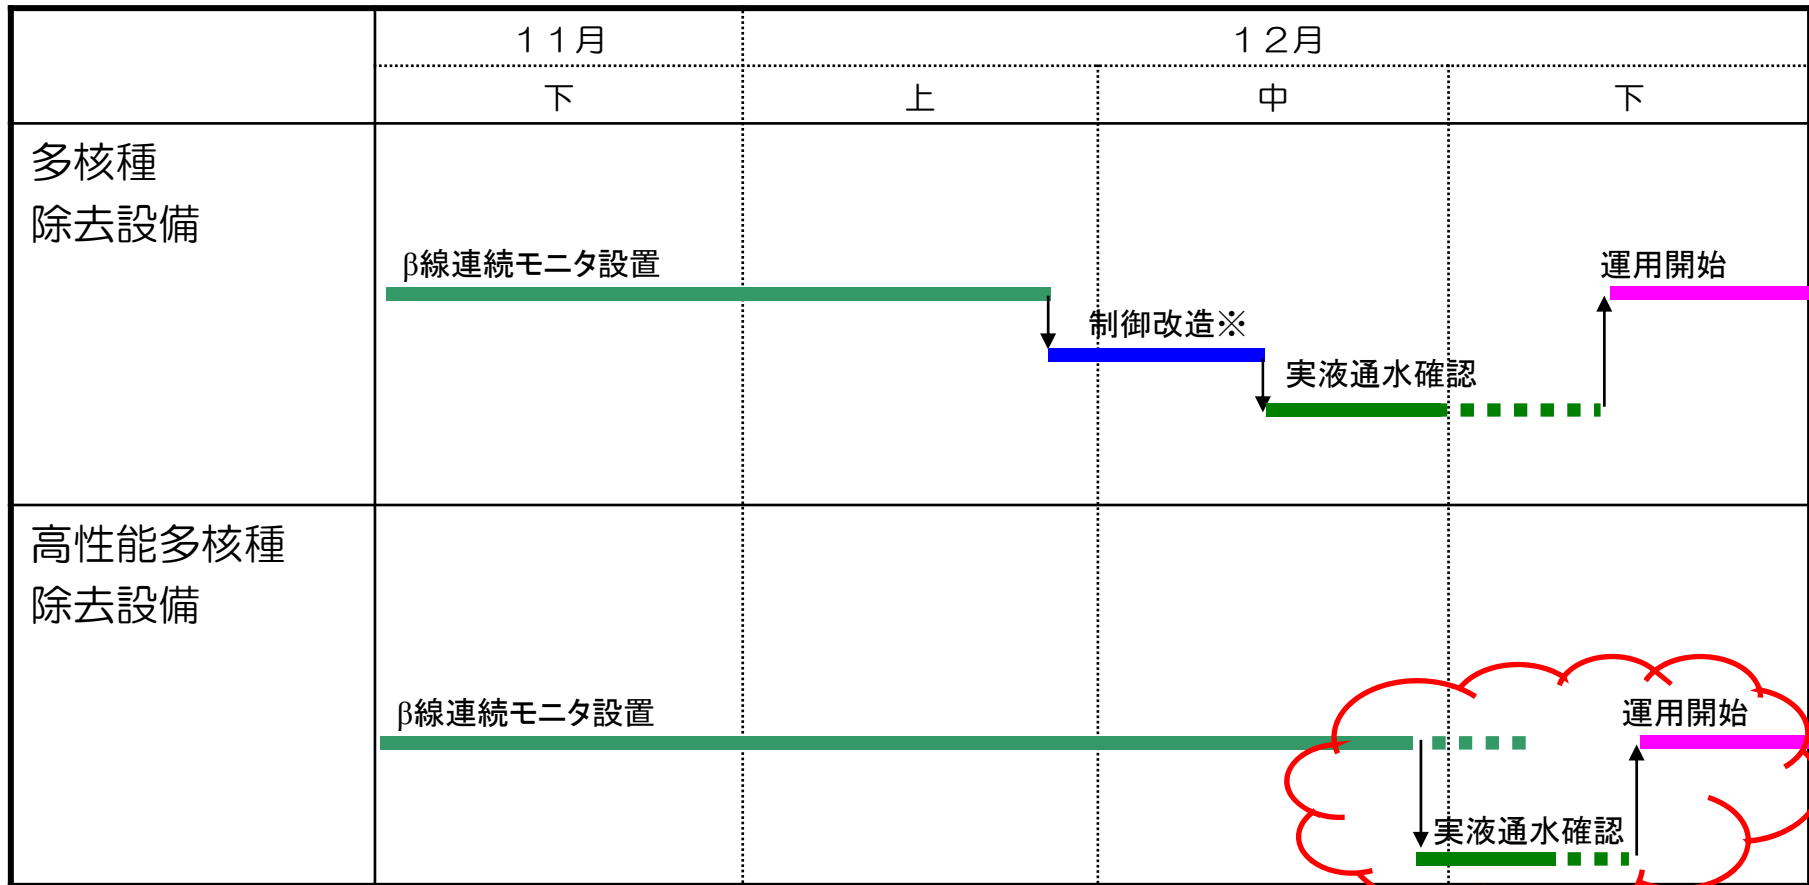 １１月
１２月
下
上
中
下
多核種
除去設備
β線連続モニタ設置
運用開始
制御改造※
実液通水確認
高性能多核種
除去設備
β線連続モニタ設置
運用開始
実液通水確認